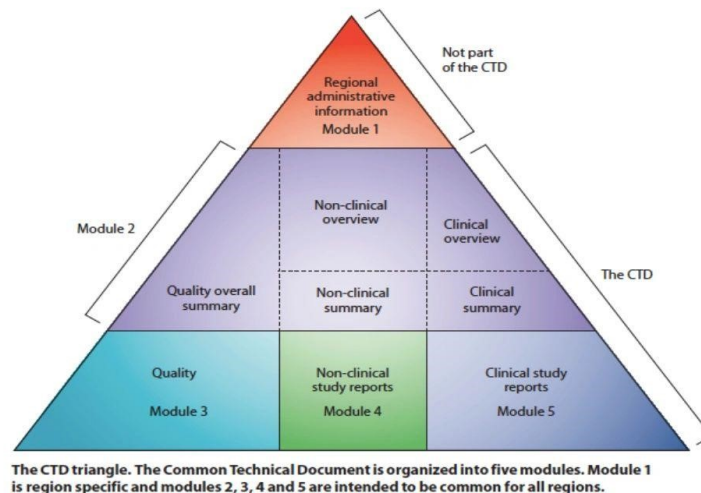 Not part
of the CTD
Regional
administrative
information
Module 1
Module 2
Non-clinical
overview
Clinical
overview
The CTD
Quality overall
summary
Non-clinical
summary
Clinical
summary
Quality
Module 3
Non-clinical
study reports
Module 4
Clinical study
reports
Module 5
The CTD triangle. The Common Technical Document is organized into five modules. Module 1
is region specific and modules 2, 3, 4 and 5 are intended to be common for all regions.